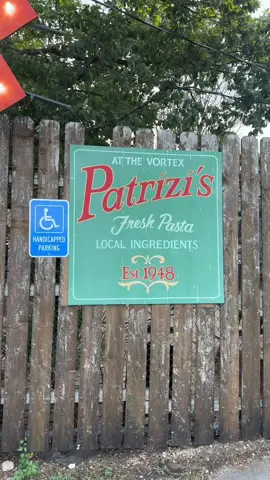 AT THE VORTEX
Patrizi's
Fresh Pasta
LOCAL INGREDIENTS
Est 1948
HANDICAPPED
PARKING